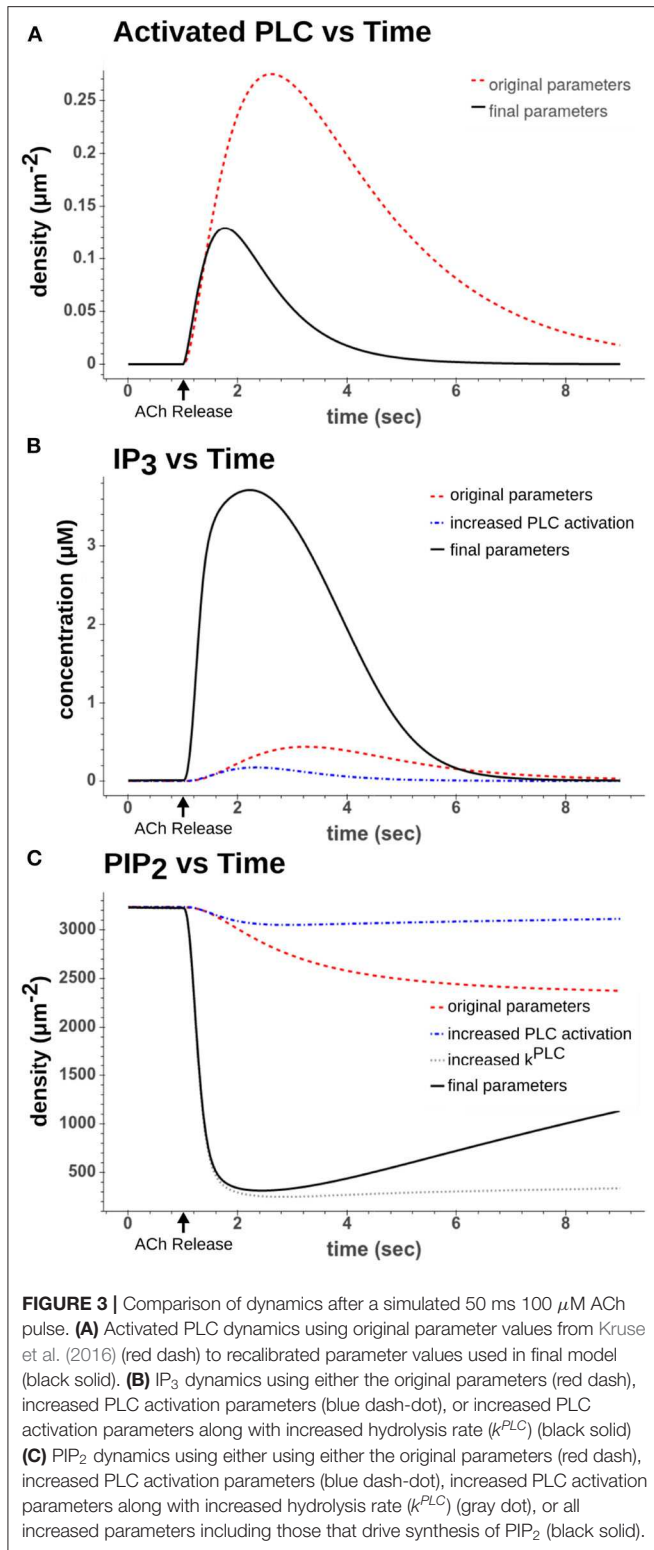 A
Activated PLC vs Time
original parameters
final parameters
density (µm-2)
0.25
0.2
0.15
0.1
0.05
0
0
2
4
6
8
ACh Release
time (sec)
B
IP3 vs Time
original parameters
increased PLC activation
final parameters
concentration (µM)
3
2
1
0
0
2
4
6
8
ACh Release
time (sec)
C
PIP2 vs Time
density (µm-2)
3000
2500
2000
1500
1000
500
original parameters
increased PLC activation
increased kPLC
final parameters
0
2
4
6
8
ACh Release
time (sec)
FIGURE 3 | Comparison of dynamics after a simulated 50 ms 100 µM ACh
pulse. (A) Activated PLC dynamics using original parameter values from Kruse
et al. (2016) (red dash) to recalibrated parameter values used in final model
(black solid). (B) IP3 dynamics using either the original parameters (red dash),
increased PLC activation parameters (blue dash-dot), or increased PLC
activation parameters along with increased hydrolysis rate (kPLC) (black solid)
(C) PIP2 dynamics using either using either the original parameters (red dash),
increased PLC activation parameters (blue dash-dot), increased PLC activation
parameters along with increased hydrolysis rate (kPLC) (gray dot), or all
increased parameters including those that drive synthesis of PIP2 (black solid).